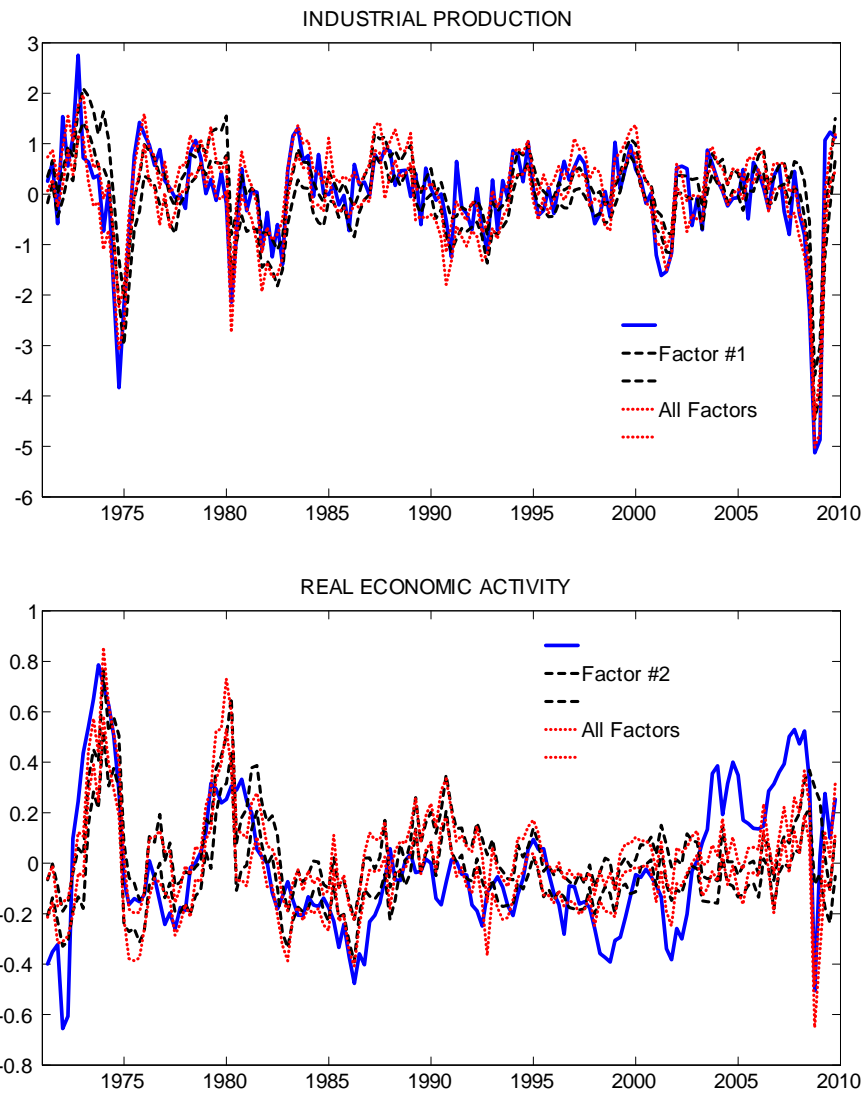 INDUSTRIAL PRODUCTION
3
2
1
0
-1
-2
-3
-4
-5
-6
Factor #1
All Factors
1975 1980 1985 1990 1995 2000 2005 2010
REAL ECONOMIC ACTIVITY
1
0.8
0.6
0.4
0.2
0
-0.2
-0.4
-0.6
-0.8
Factor #2
All Factors
1975 1980 1985 1990 1995 2000 2005 2010